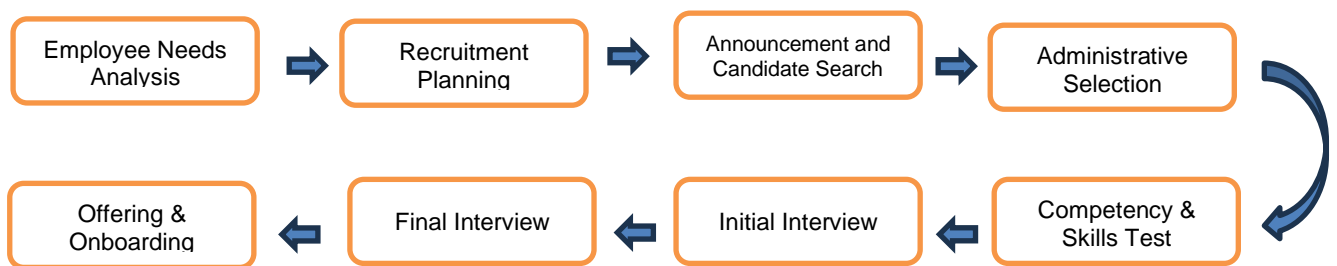 Employee Needs
Analysis
Recruitment
Planning
Announcement and
Candidate Search
Administrative
Selection
Competency &
Skills Test
Initial Interview
Final Interview
Offering &
Onboarding